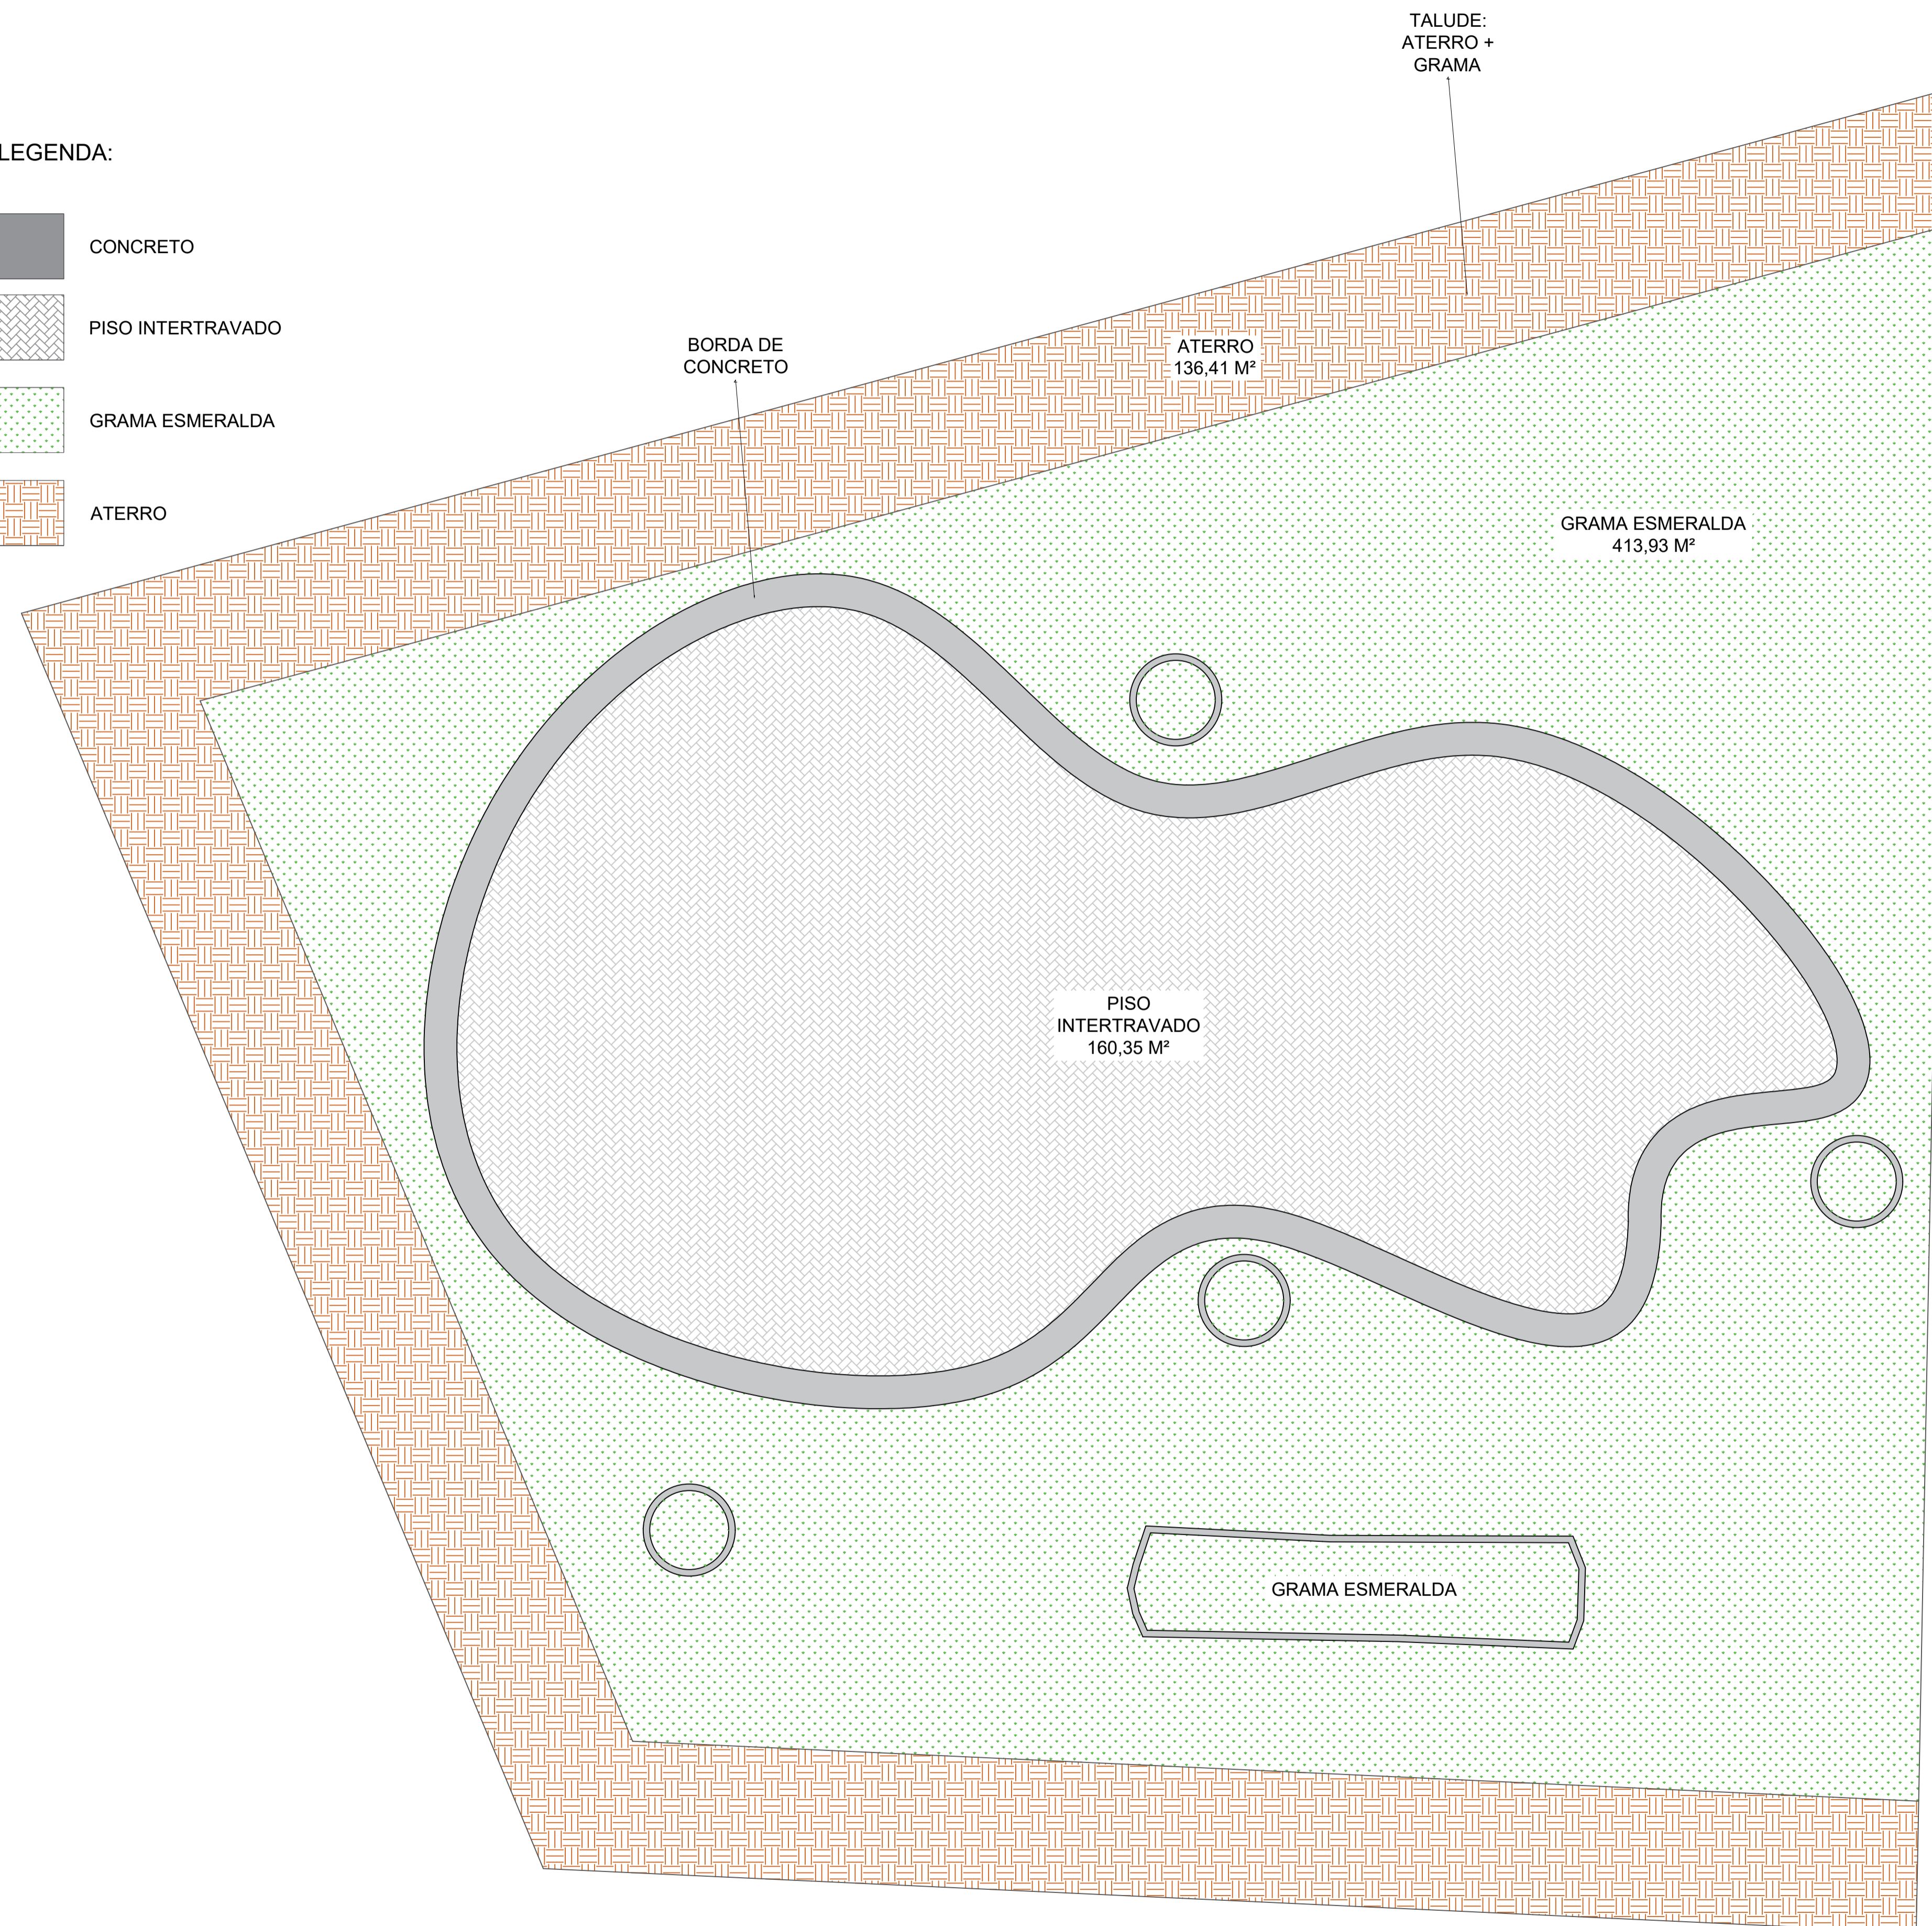 TALUDE:
ATERRO +
GRAMA
LEGENDA:
CONCRETO
PISO INTERTRAVADO
GRAMA ESMERALDA
ATERRO
BORDA DE
CONCRETO
ATERRO
136,41 M²
GRAMA ESMERALDA
413,93 M²
PISO
INTERTRAVADO
160,35 M²
GRAMA ESMERALDA